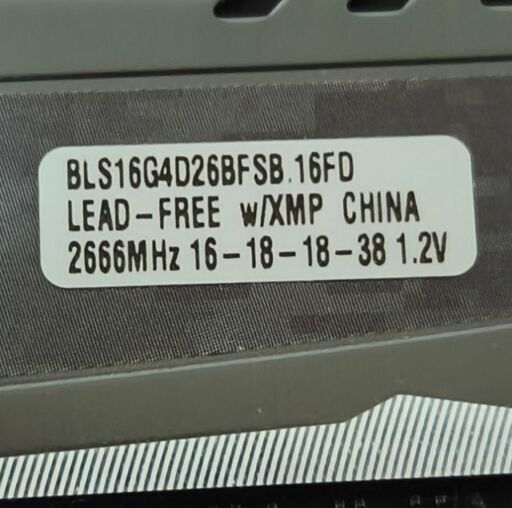 BLS16G4D26BFSB.16FD
LEAD-FREE w/XMP CHINA
2666MHz 16-18-18-38 1.2V